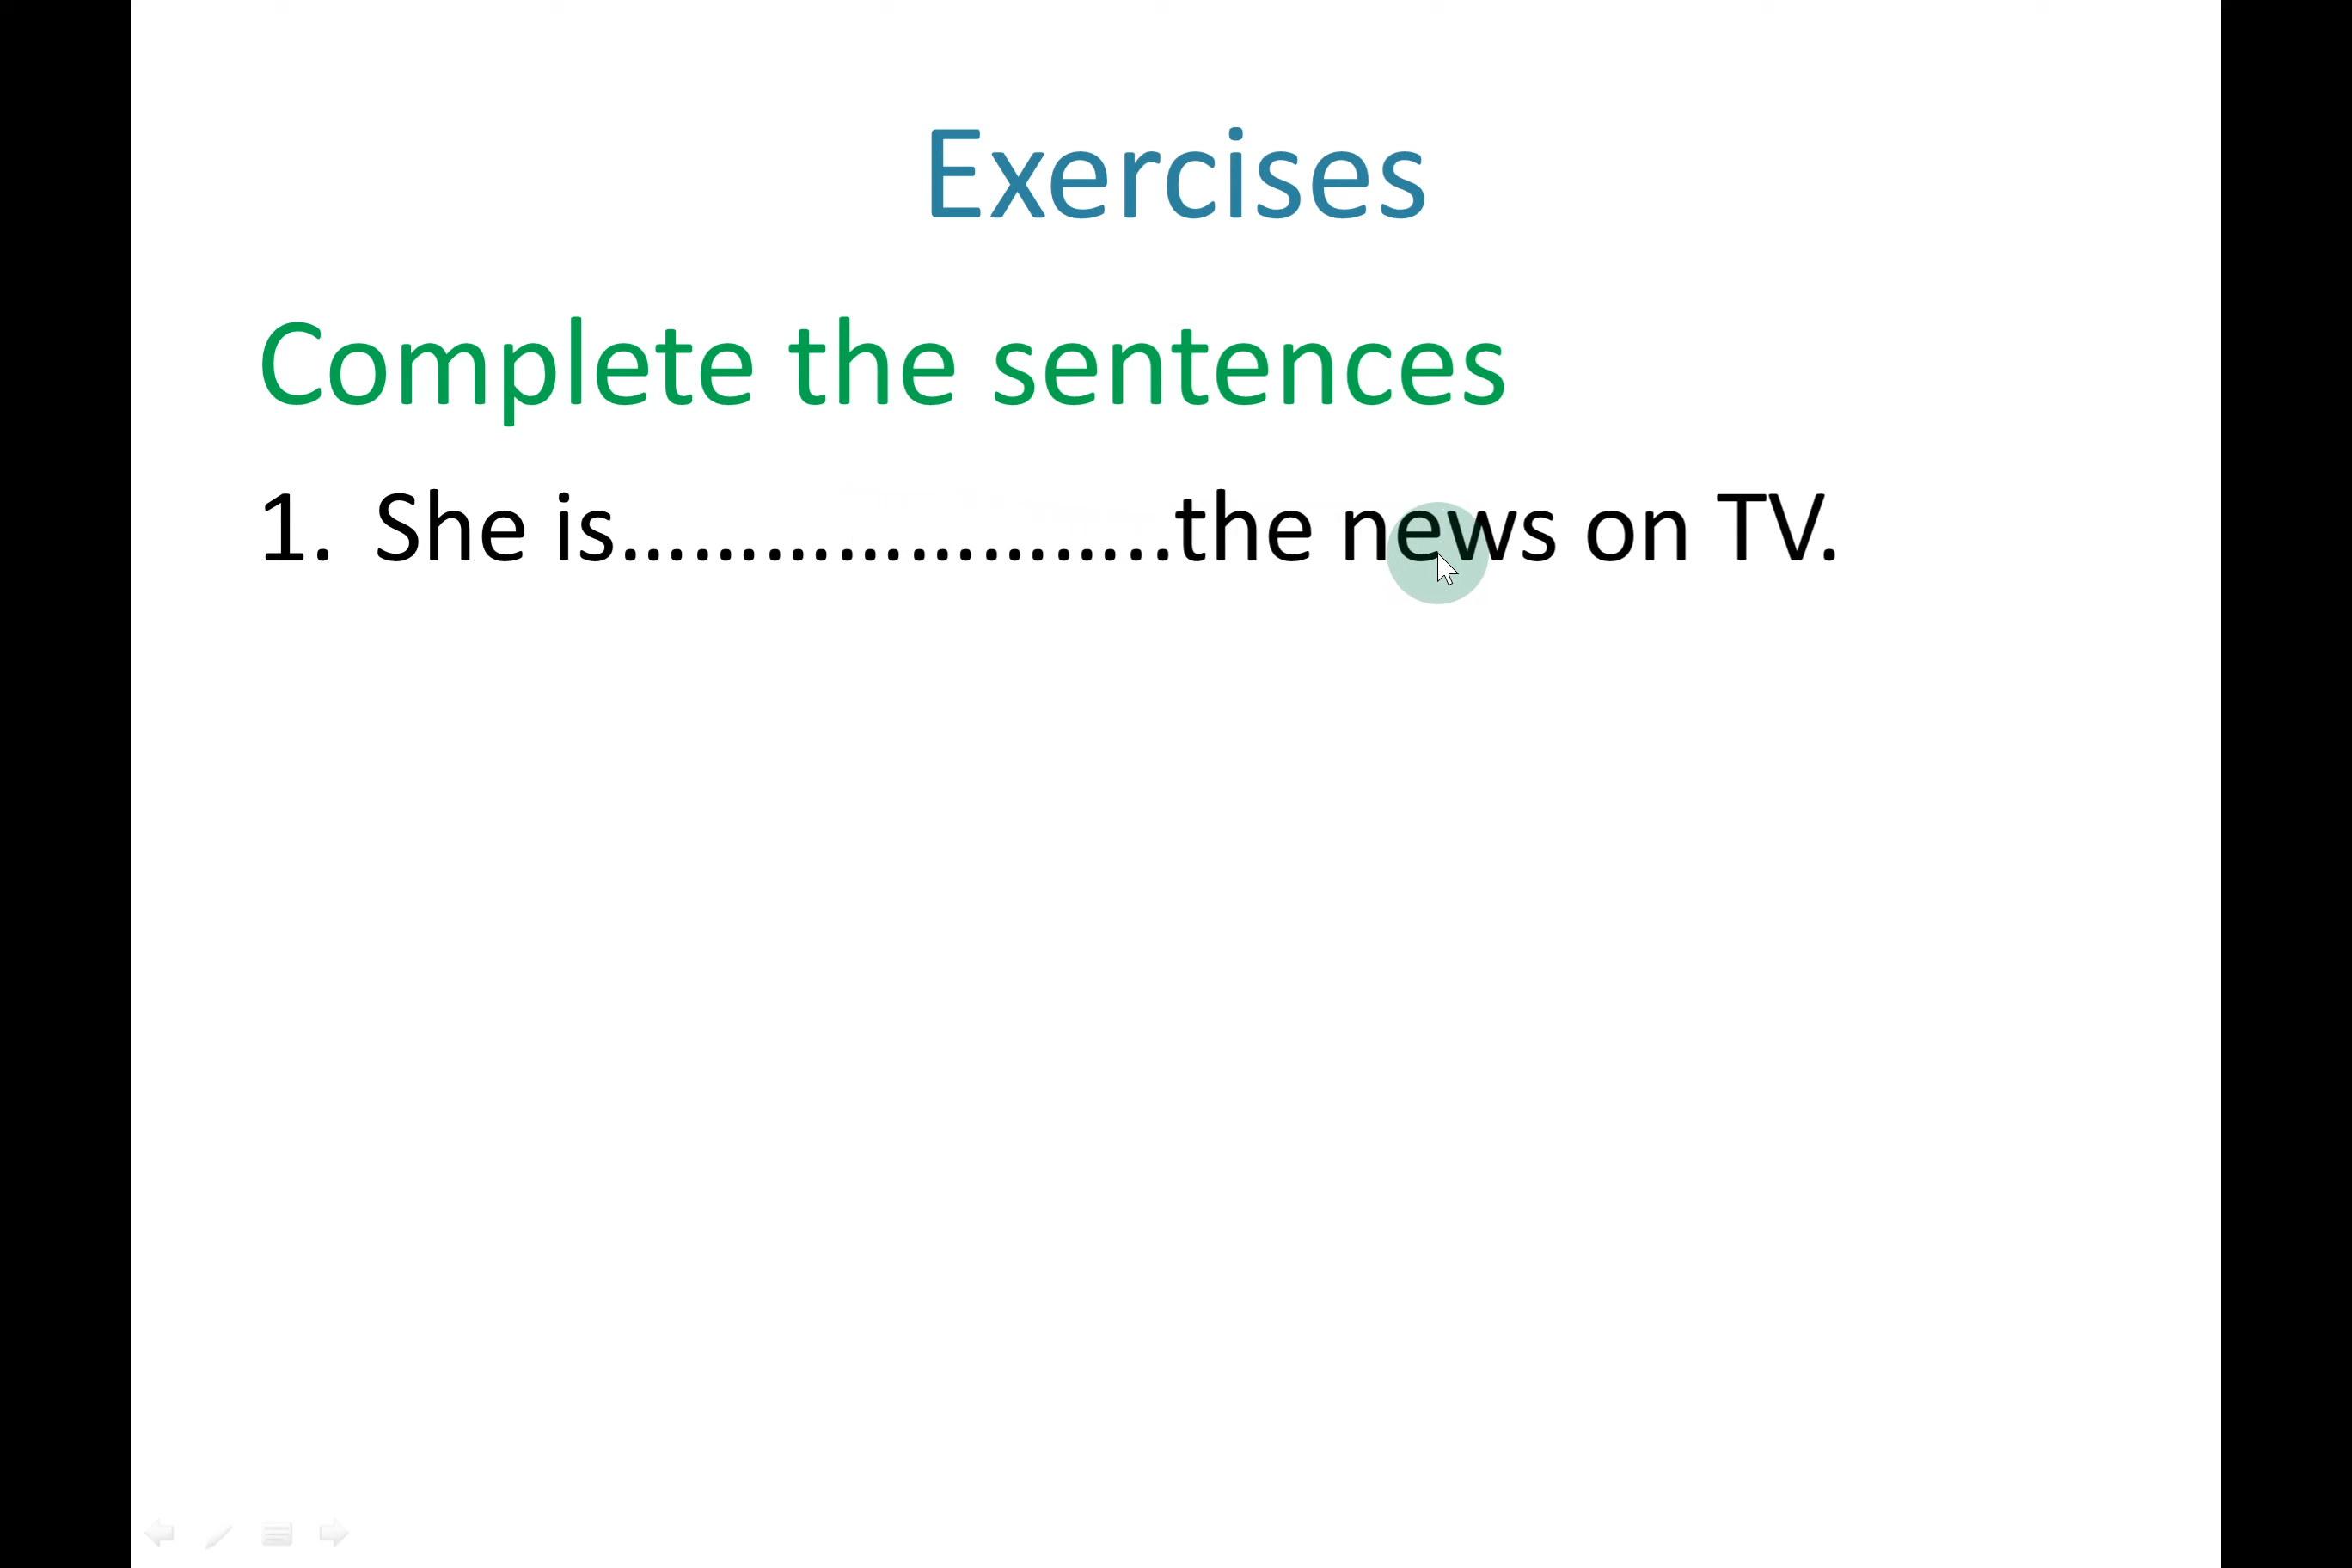 Exercises
Complete the sentences
1. She is.......................the news on TV.